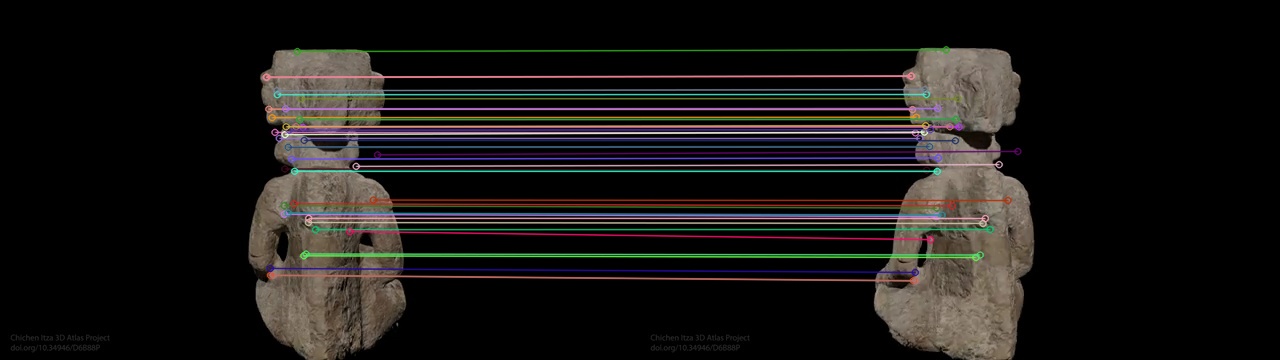 Chichen Itza 3D Atlas Project
doi.org/10.34946/D6B88P
Chichen Itza 3D Atlas Project
doi.org/10.34946/D6B88P